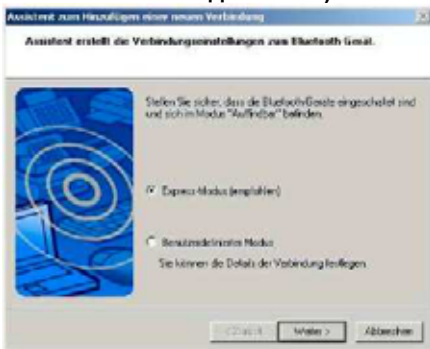 Assistent zum Hinzufügen einer neuen Verbindung
Assistent erstellt die Verbindungseinstellungen zum Bluetooth Gerät.
Stellen Sie sicher, dass die Bluetooth-Geräte eingeschaltet sind
und sich im Modus "Auffindbar" befinden.
Express-Modus (empfohlen)
Benutzerdefinierter Modus
Sie können die Details der Verbindung festlegen.
< Zurück
Weiter >
Abbrechen